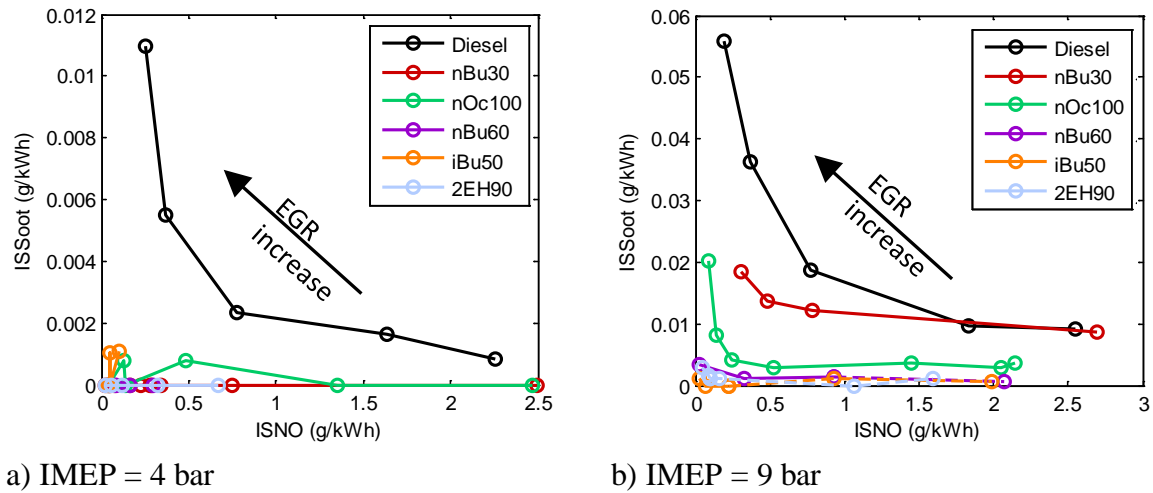 a)
0.012
0.01
0.008
0.006
0.004
0.002
0
ISSoot (g/kWh)
0 0.5 1 1.5 2 2.5
ISNO (g/kWh)
Diesel
nBu30
nOc100
nBu60
iBu50
2EH90
EGR
increase
b)
0.06
0.05
0.04
0.03
0.02
0.01
0
ISSoot (g/kWh)
0 0.5 1 1.5 2 2.5 3
ISNO (g/kWh)
Diesel
nBu30
nOc100
nBu60
iBu50
2EH90
EGR
increase
a) IMEP = 4 bar
b) IMEP = 9 bar